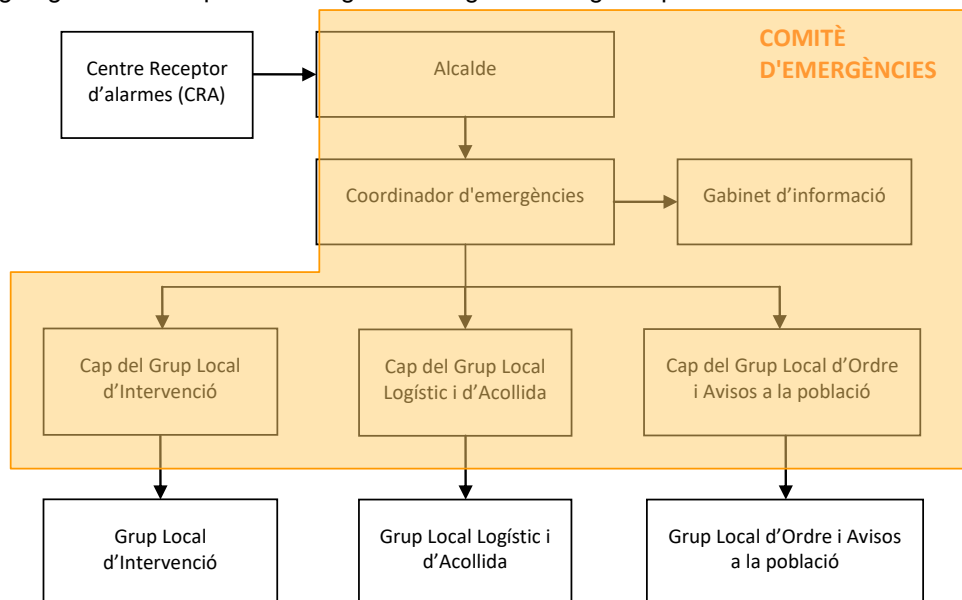 COMITÈ
D'EMERGÈNCIES
Centre Receptor
d’alarmes (CRA)
Alcalde
Coordinador d'emergències
Gabinet d’informació
Cap del Grup Local
d’Intervenció
Cap del Grup Local
Logístic i d’Acollida
Cap del Grup Local d’Ordre
i Avisos a la població
Grup Local
d’Intervenció
Grup Local Logístic i
d’Acollida
Grup Local d’Ordre i Avisos
a la població